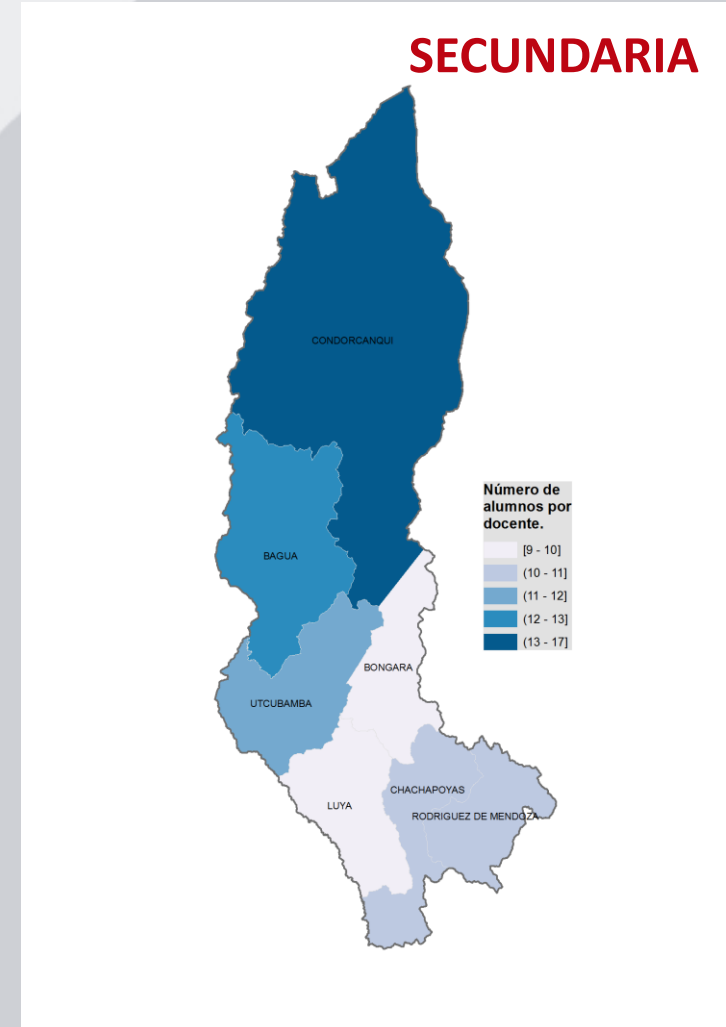 SECUNDARIA
CONDORCANQUI
Número de
alumnos por
docente.
[9 - 10]
(10 - 11]
(11 - 12]
(12 - 13]
(13 - 17]
BAGUA
BONGARA
UTCUBAMBA
CHACHAPOYAS
LUYA
RODRIGUEZ DE MENDOZA